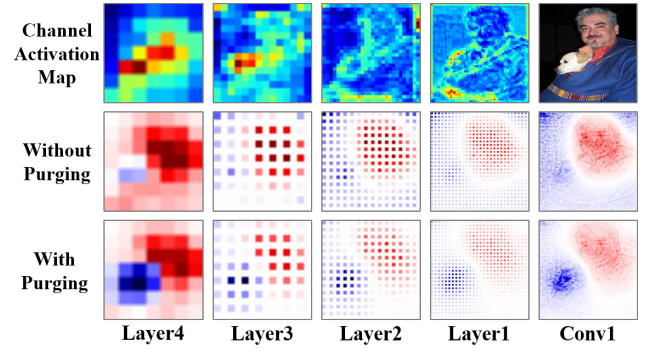 Channel
Activation
Map
Without
Purging
With
Purging
Layer4 Layer3 Layer2 Layer1 Conv1